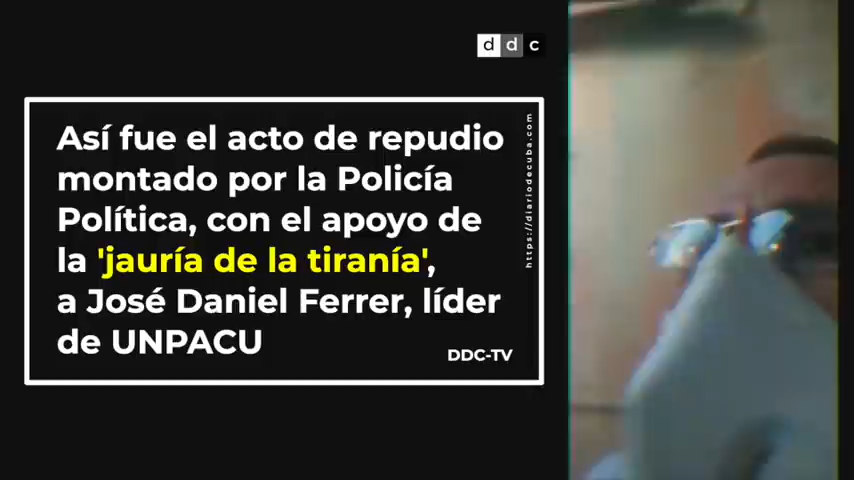 ddc
Así fue el acto de repudio
montado por la Policía
Política, con el apoyo de
la 'jauría de la tiranía',
a José Daniel Ferrer, líder
de UNPACU
DDC-TV
https://diariodecuba.com